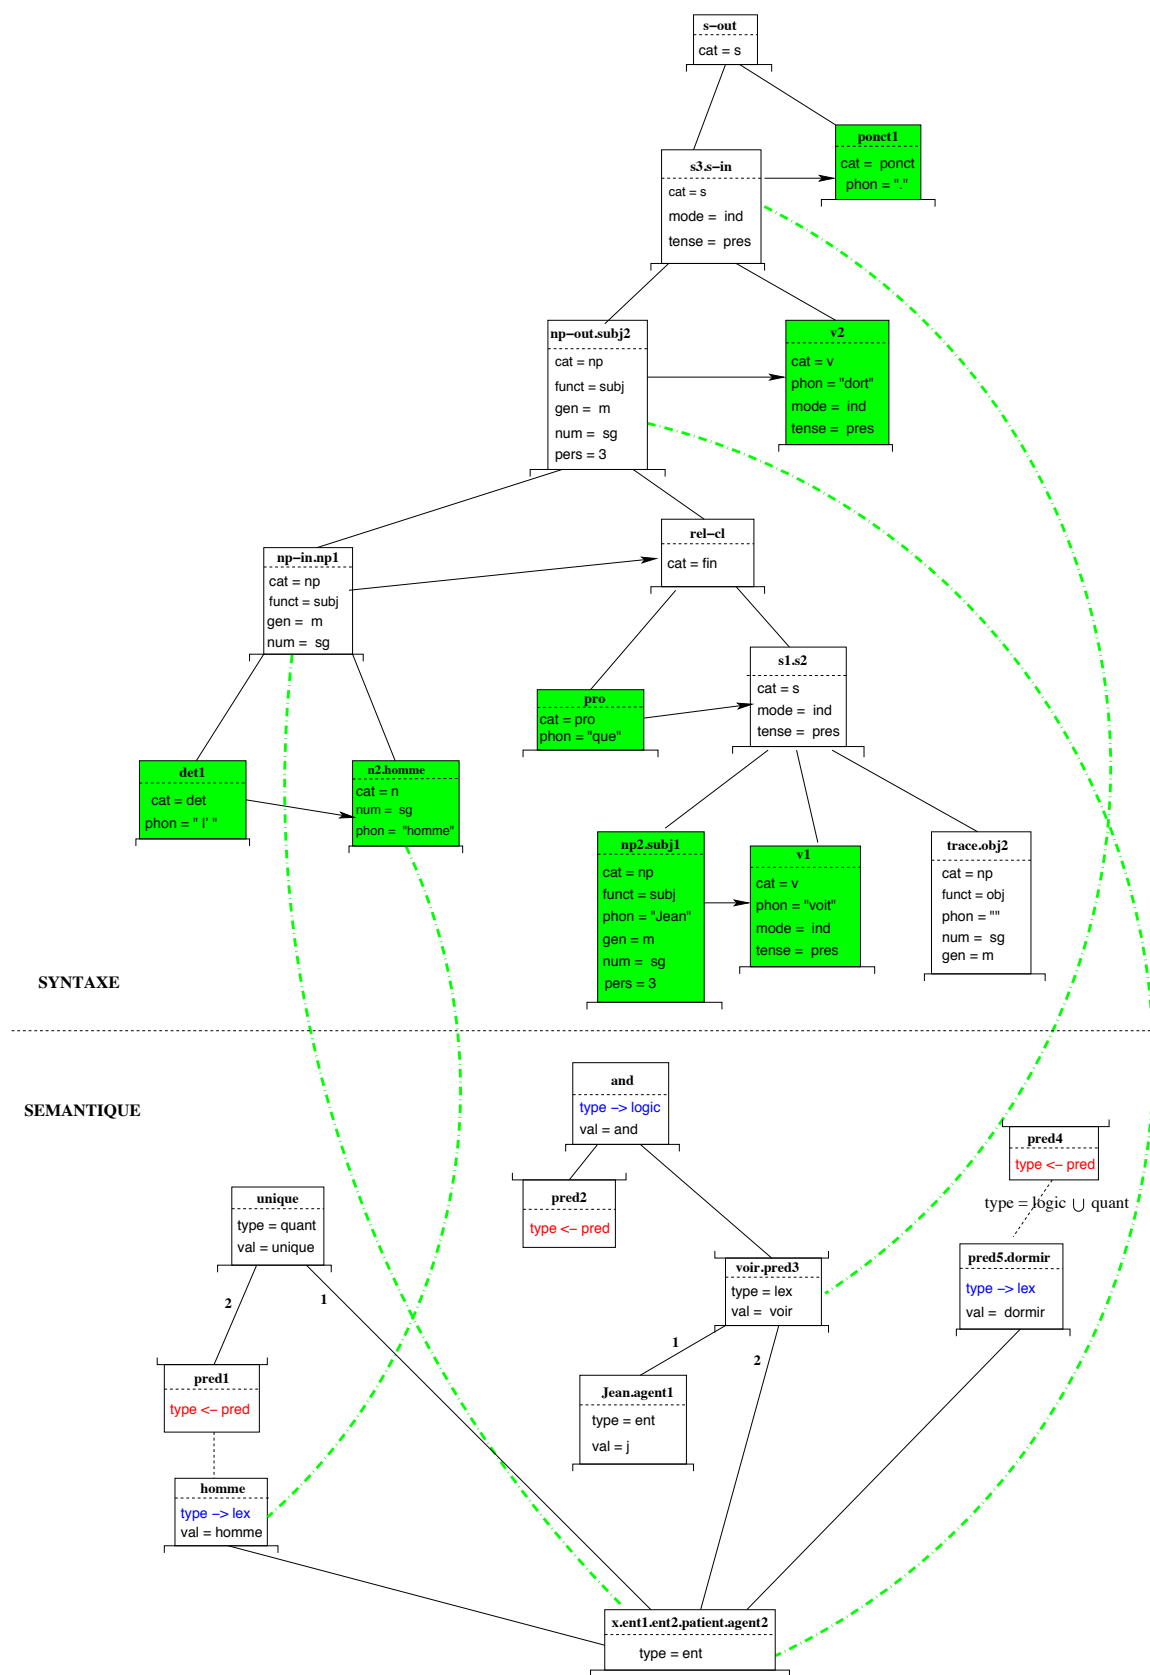 s-out
cat = s
ponct1
cat = ponct
phon = "."
s3.s-in
cat = s
mode = ind
tense = pres
np-out.subj2
cat = np
funct = subj
gen = m
num = sg
pers = 3
v2
cat = v
phon = "dort"
mode = ind
tense = pres
rel-cl
cat = fin
np-in.np1
cat = np
funct = subj
gen = m
num = sg
s1.s2
cat = s
mode = ind
tense = pres
pro
cat = pro
phon = "que"
det1
cat = det
phon = " l' "
n2.homme
cat = n
num = sg
phon = "homme"
np2.subj1
cat = np
funct = subj
phon = "Jean"
gen = m
num = sg
pers = 3
v1
cat = v
phon = "voit"
mode = ind
tense = pres
trace.obj2
cat = np
funct = obj
phon = ""
num = sg
gen = m
SYNTAXE
SEMANTIQUE
and
type -> logic
val = and
pred4
type <- pred
type = logic ∪ quant
unique
type = quant
val = unique
pred2
type <- pred
voir.pred3
type = lex
val = voir
pred5.dormir
type -> lex
val = dormir
2
1
1
2
pred1
type <- pred
Jean.agent1
type = ent
val = j
homme
type -> lex
val = homme
x.ent1.ent2.patient.agent2
type = ent